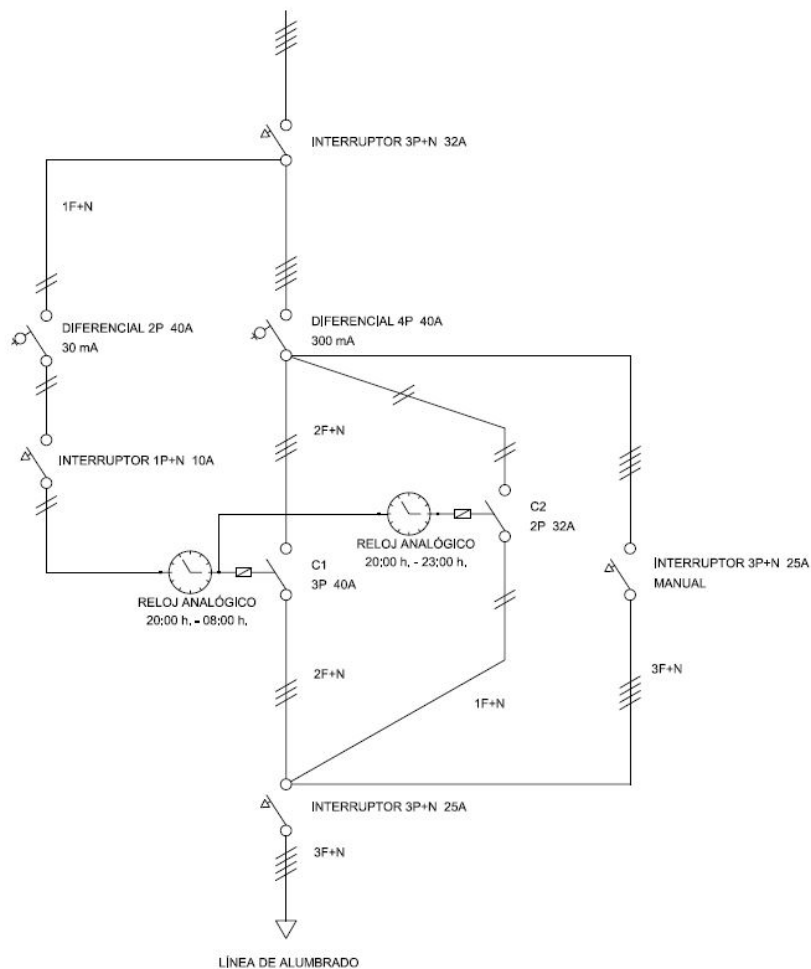 INTERRUPTOR 3P+N 32A
1F+N
DIFERENCIAL 2P 40A
30 mA
DIFERENCIAL 4P 40A
300 mA
2F+N
INTERRUPTOR 1P+N 10A
C2
2P 32A
RELOJ ANALÓGICO
20:00 h. - 23:00 h.
C1
3P 40A
INTERRUPTOR 3P+N 25A
MANUAL
RELOJ ANALÓGICO
20:00 h. - 08:00 h.
2F+N
3F+N
1F+N
INTERRUPTOR 3P+N 25A
3F+N
LÍNEA DE ALUMBRADO